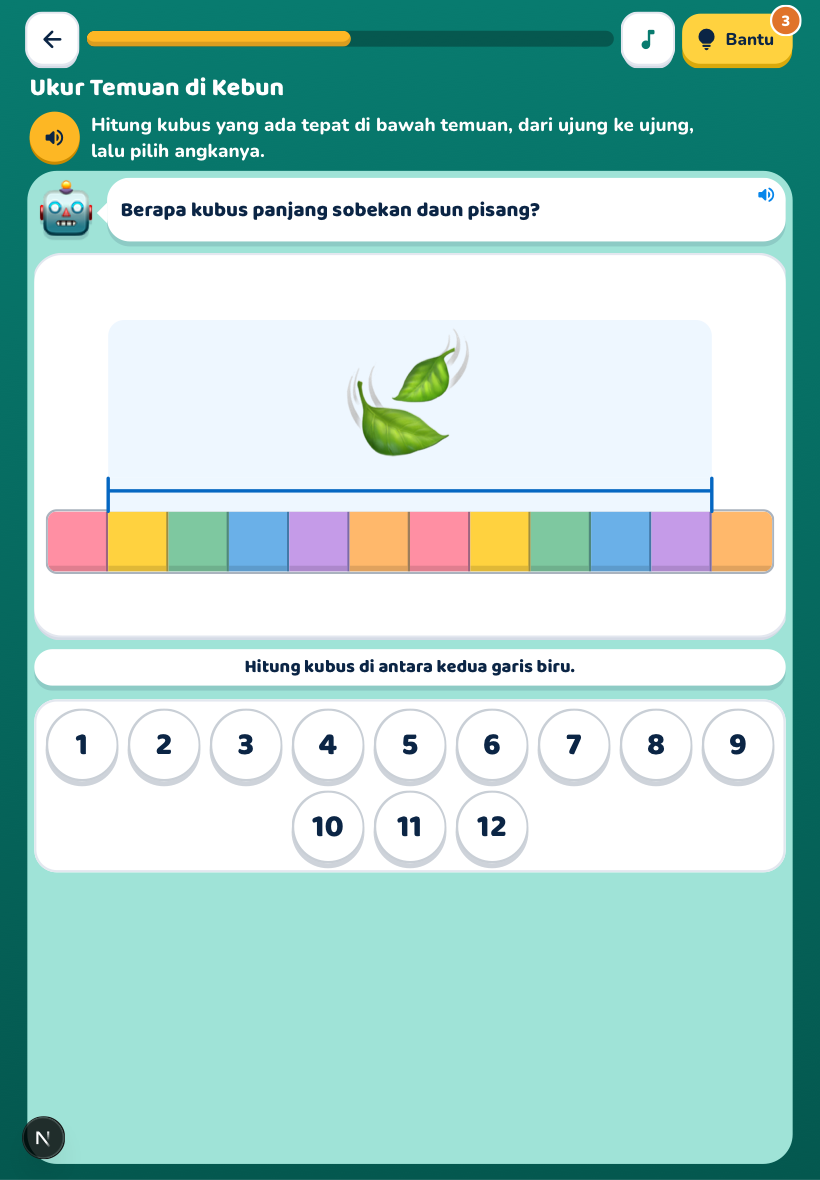 3
Bantu
Ukur Temuan di Kebun
Hitung kubus yang ada tepat di bawah temuan, dari ujung ke ujung,
lalu pilih angkanya.
Berapa kubus panjang sobekan daun pisang?
Hitung kubus di antara kedua garis biru.
1 2 3 4 5 6 7 8 9
10 11 12
N